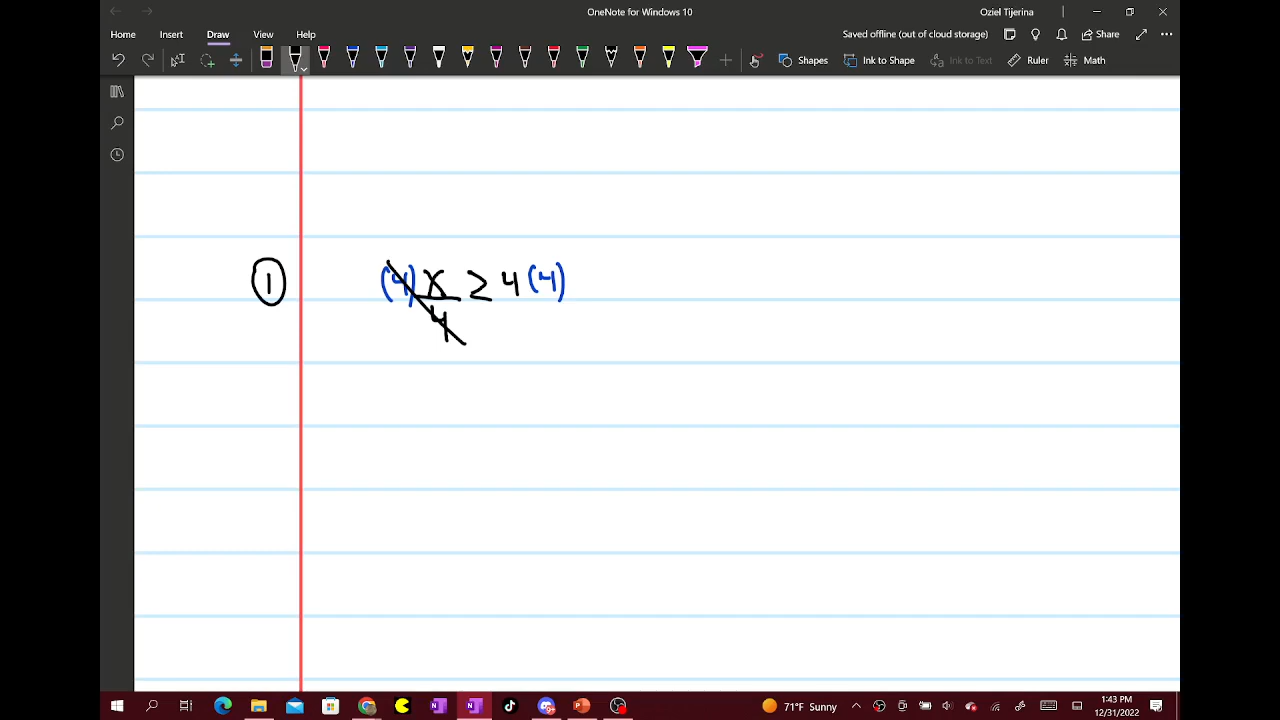 OneNote for Windows 10
Oziel Tijerina
Home Insert Draw View Help
Saved offline (out of cloud storage)
Share
Shapes
Ink to Shape
Ink to Text
Ruler
Math
1 (4) x ≥ 4 (4)
4
71°F Sunny
1:43 PM
12/31/2022